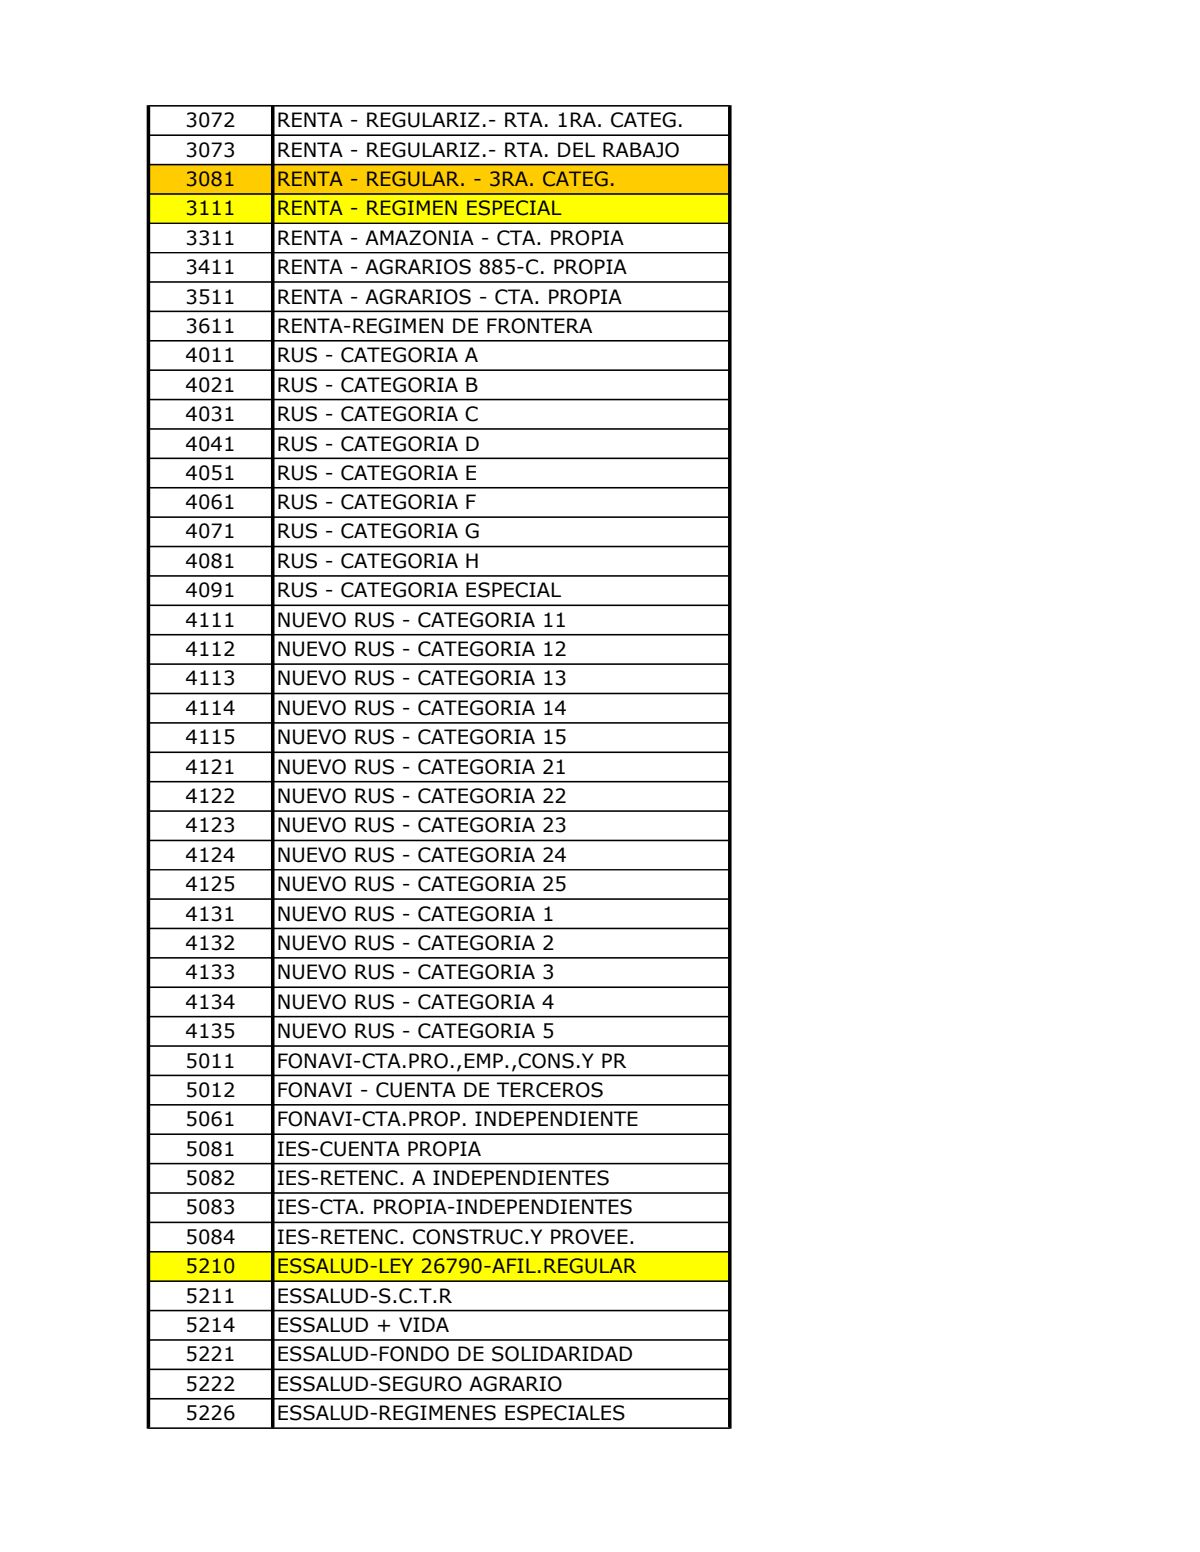 3072 RENTA - REGULARIZ.- RTA. 1RA. CATEG.
3073 RENTA - REGULARIZ.- RTA. DEL RABAJO
3081 RENTA - REGULAR. - 3RA. CATEG.
3111 RENTA - REGIMEN ESPECIAL
3311 RENTA - AMAZONIA - CTA. PROPIA
3411 RENTA - AGRARIOS 885-C. PROPIA
3511 RENTA - AGRARIOS - CTA. PROPIA
3611 RENTA-REGIMEN DE FRONTERA
4011 RUS - CATEGORIA A
4021 RUS - CATEGORIA B
4031 RUS - CATEGORIA C
4041 RUS - CATEGORIA D
4051 RUS - CATEGORIA E
4061 RUS - CATEGORIA F
4071 RUS - CATEGORIA G
4081 RUS - CATEGORIA H
4091 RUS - CATEGORIA ESPECIAL
4111 NUEVO RUS - CATEGORIA 11
4112 NUEVO RUS - CATEGORIA 12
4113 NUEVO RUS - CATEGORIA 13
4114 NUEVO RUS - CATEGORIA 14
4115 NUEVO RUS - CATEGORIA 15
4121 NUEVO RUS - CATEGORIA 21
4122 NUEVO RUS - CATEGORIA 22
4123 NUEVO RUS - CATEGORIA 23
4124 NUEVO RUS - CATEGORIA 24
4125 NUEVO RUS - CATEGORIA 25
4131 NUEVO RUS - CATEGORIA 1
4132 NUEVO RUS - CATEGORIA 2
4133 NUEVO RUS - CATEGORIA 3
4134 NUEVO RUS - CATEGORIA 4
4135 NUEVO RUS - CATEGORIA 5
5011 FONAVI-CTA.PRO.,EMP.,CONS.Y PR
5012 FONAVI - CUENTA DE TERCEROS
5061 FONAVI-CTA.PROP. INDEPENDIENTE
5081 IES-CUENTA PROPIA
5082 IES-RETENC. A INDEPENDIENTES
5083 IES-CTA. PROPIA-INDEPENDIENTES
5084 IES-RETENC. CONSTRUC.Y PROVEE.
5210 ESSALUD-LEY 26790-AFIL.REGULAR
5211 ESSALUD-S.C.T.R
5214 ESSALUD + VIDA
5221 ESSALUD-FONDO DE SOLIDARIDAD
5222 ESSALUD-SEGURO AGRARIO
5226 ESSALUD-REGIMENES ESPECIALES